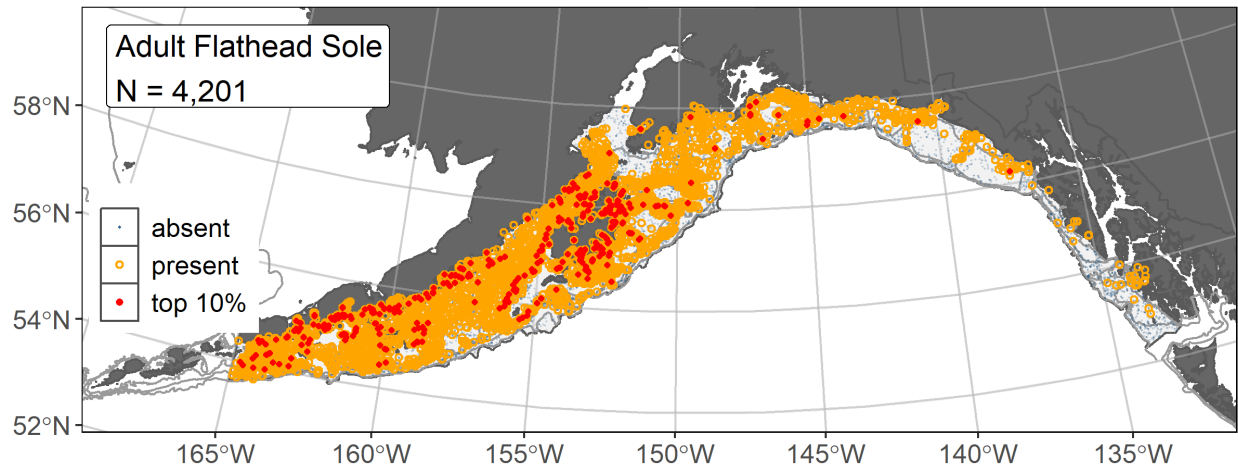 Adult Flathead Sole
N = 4,201
58°N
56°N
54°N
52°N
absent
present
top 10%
165°W
160°W
155°W
150°W
145°W
140°W
135°W